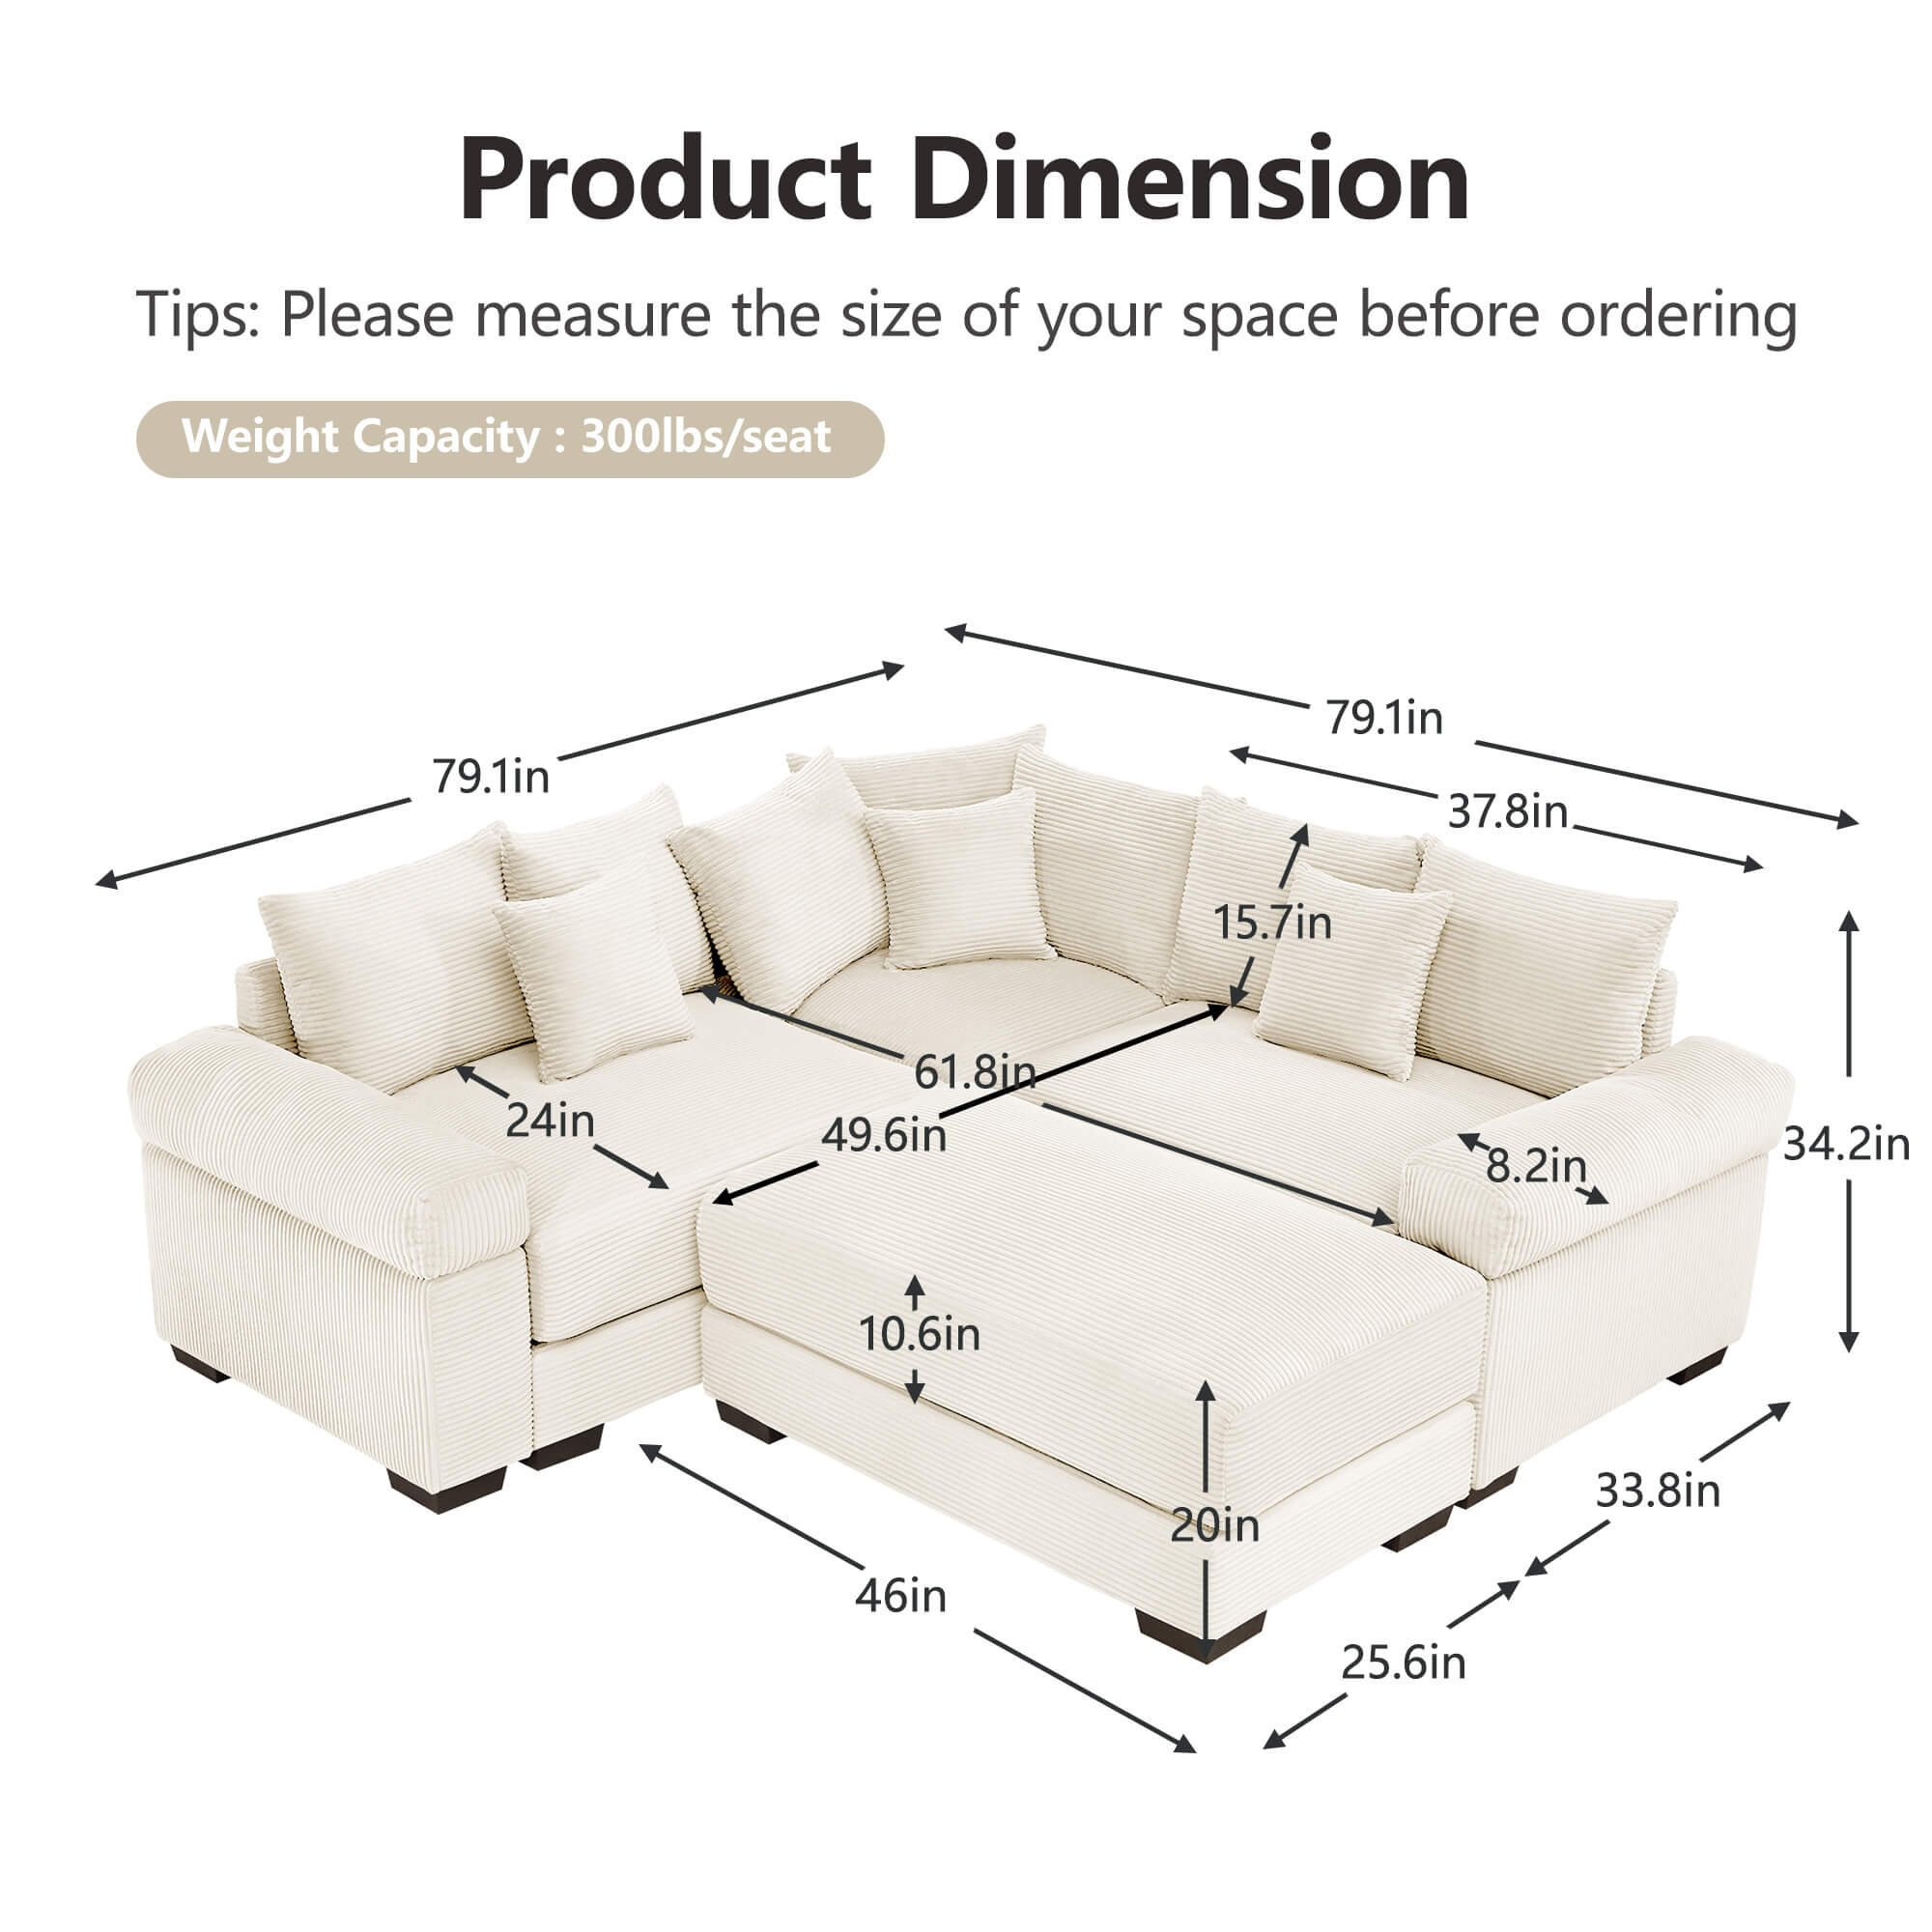 Product Dimension
Tips: Please measure the size of your space before ordering
Weight Capacity : 300lbs/seat
79.1in
79.1in
37.8in
15.7in
61.8in
24in
49.6in
8.2in
34.2in
10.6in
20in
33.8in
46in
25.6in